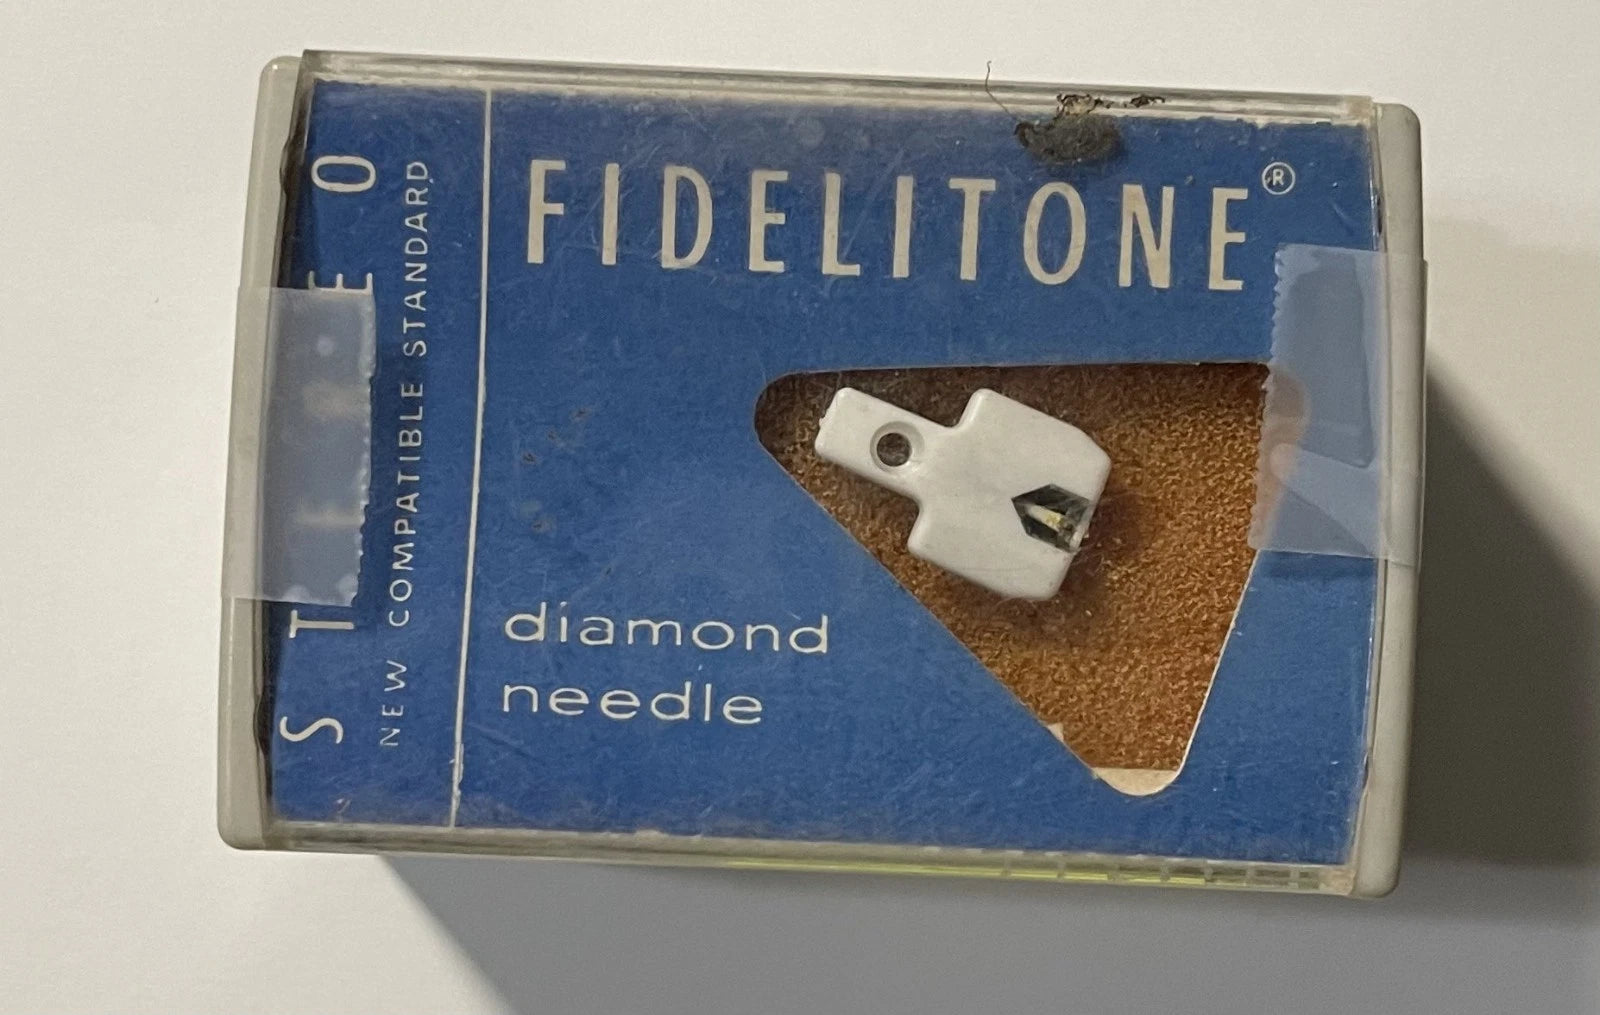 STEREO
NEW COMPATIBLE STANDARD
FIDELITONE®
diamond
needle